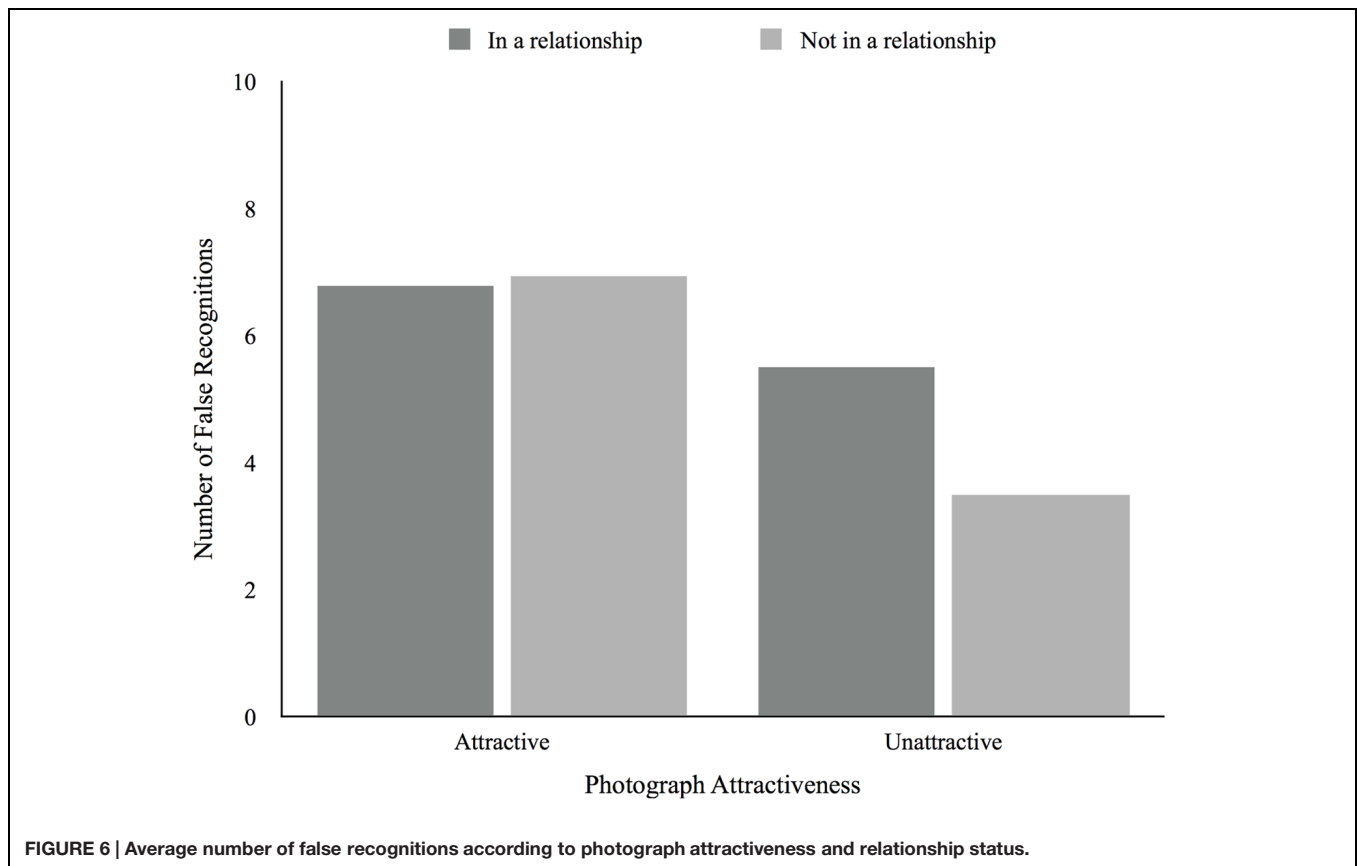 In a relationship Not in a relationship
10
8
6
4
2
0
Number of False Recognitions
Attractive Unattractive
Photograph Attractiveness
FIGURE 6 | Average number of false recognitions according to photograph attractiveness and relationship status.